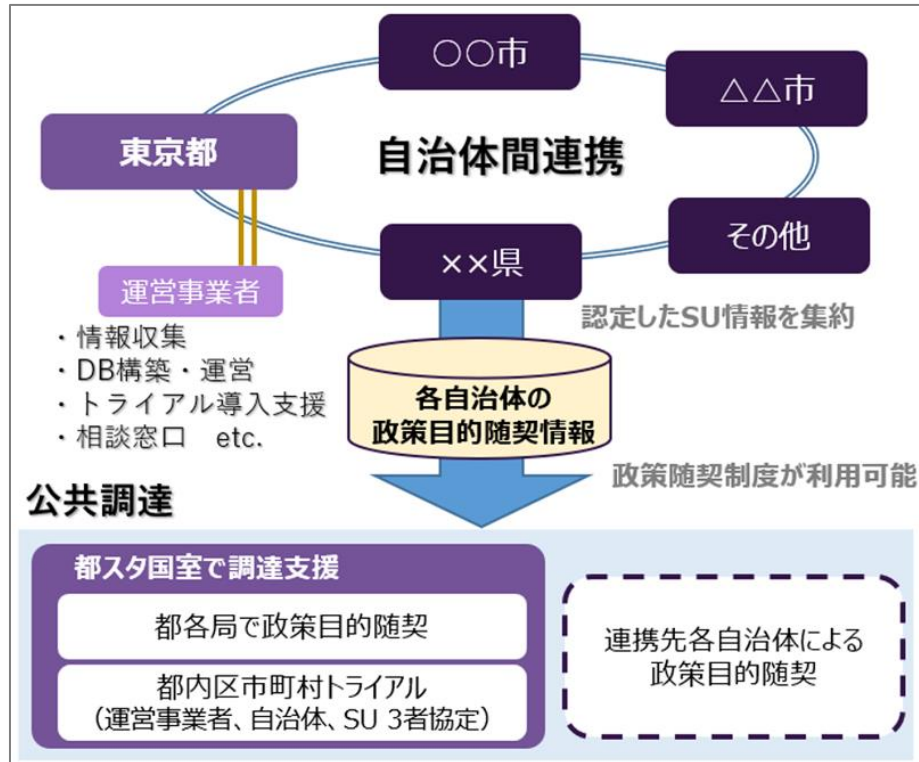 ○○市
△△市
東京都
自治体間連携
その他
××県
運営事業者
認定したSU情報を集約
・情報収集
・DB構築・運営
・トライアル導入支援
・相談窓口　etc.
各自治体の
政策目的随契情報
政策随契制度が利用可能
公共調達
都スタ国室で調達支援
都各局で政策目的随契
都内区市町村トライアル
（運営事業者、自治体、SU 3者協定）
連携先各自治体による
政策目的随契